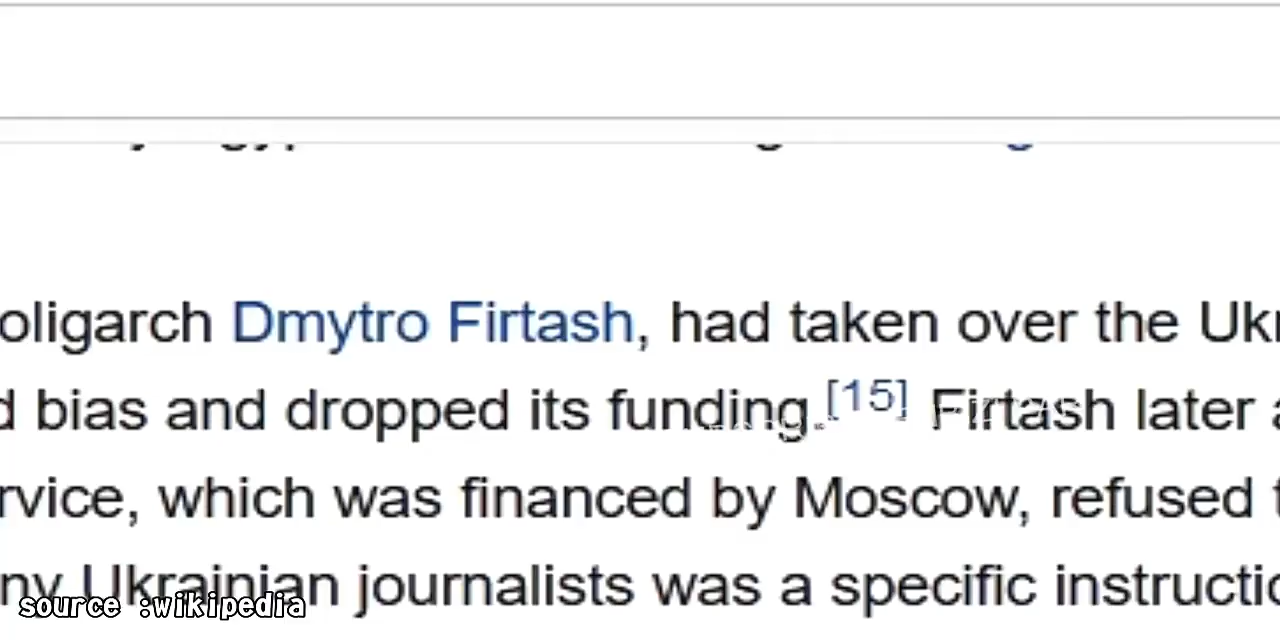 oligarch Dmytro Firtash, had taken over the Ukr
d bias and dropped its funding.[15] Firtash later a
rvice, which was financed by Moscow, refused t
ny Ukrainian journalists was a specific instructio
source :wikipedia